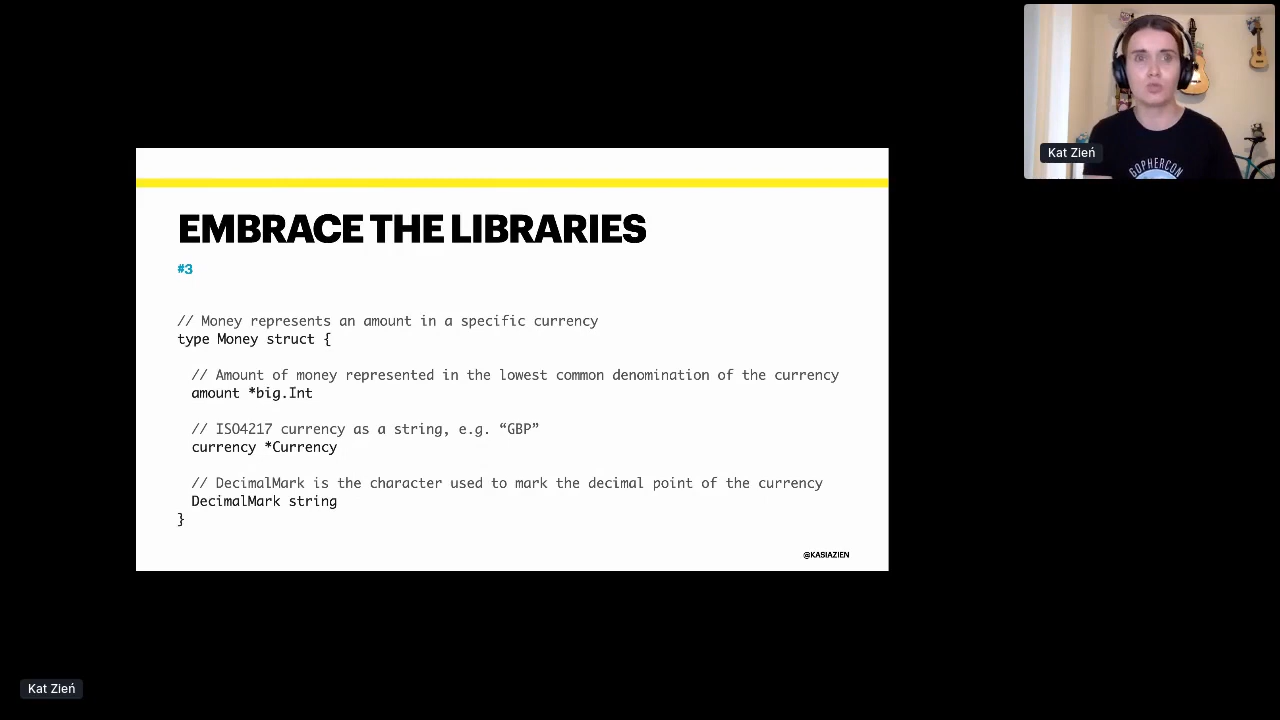 EMBRACE THE LIBRARIES
#3
// Money represents an amount in a specific currency
type Money struct {
// Amount of money represented in the lowest common denomination of the currency
amount *big.Int
// ISO4217 currency as a string, e.g. “GBP”
currency *Currency
// DecimalMark is the character used to mark the decimal point of the currency
DecimalMark string
}
@KASIAZIEN
Kat Zień
GOPHERCON
Kat Zień